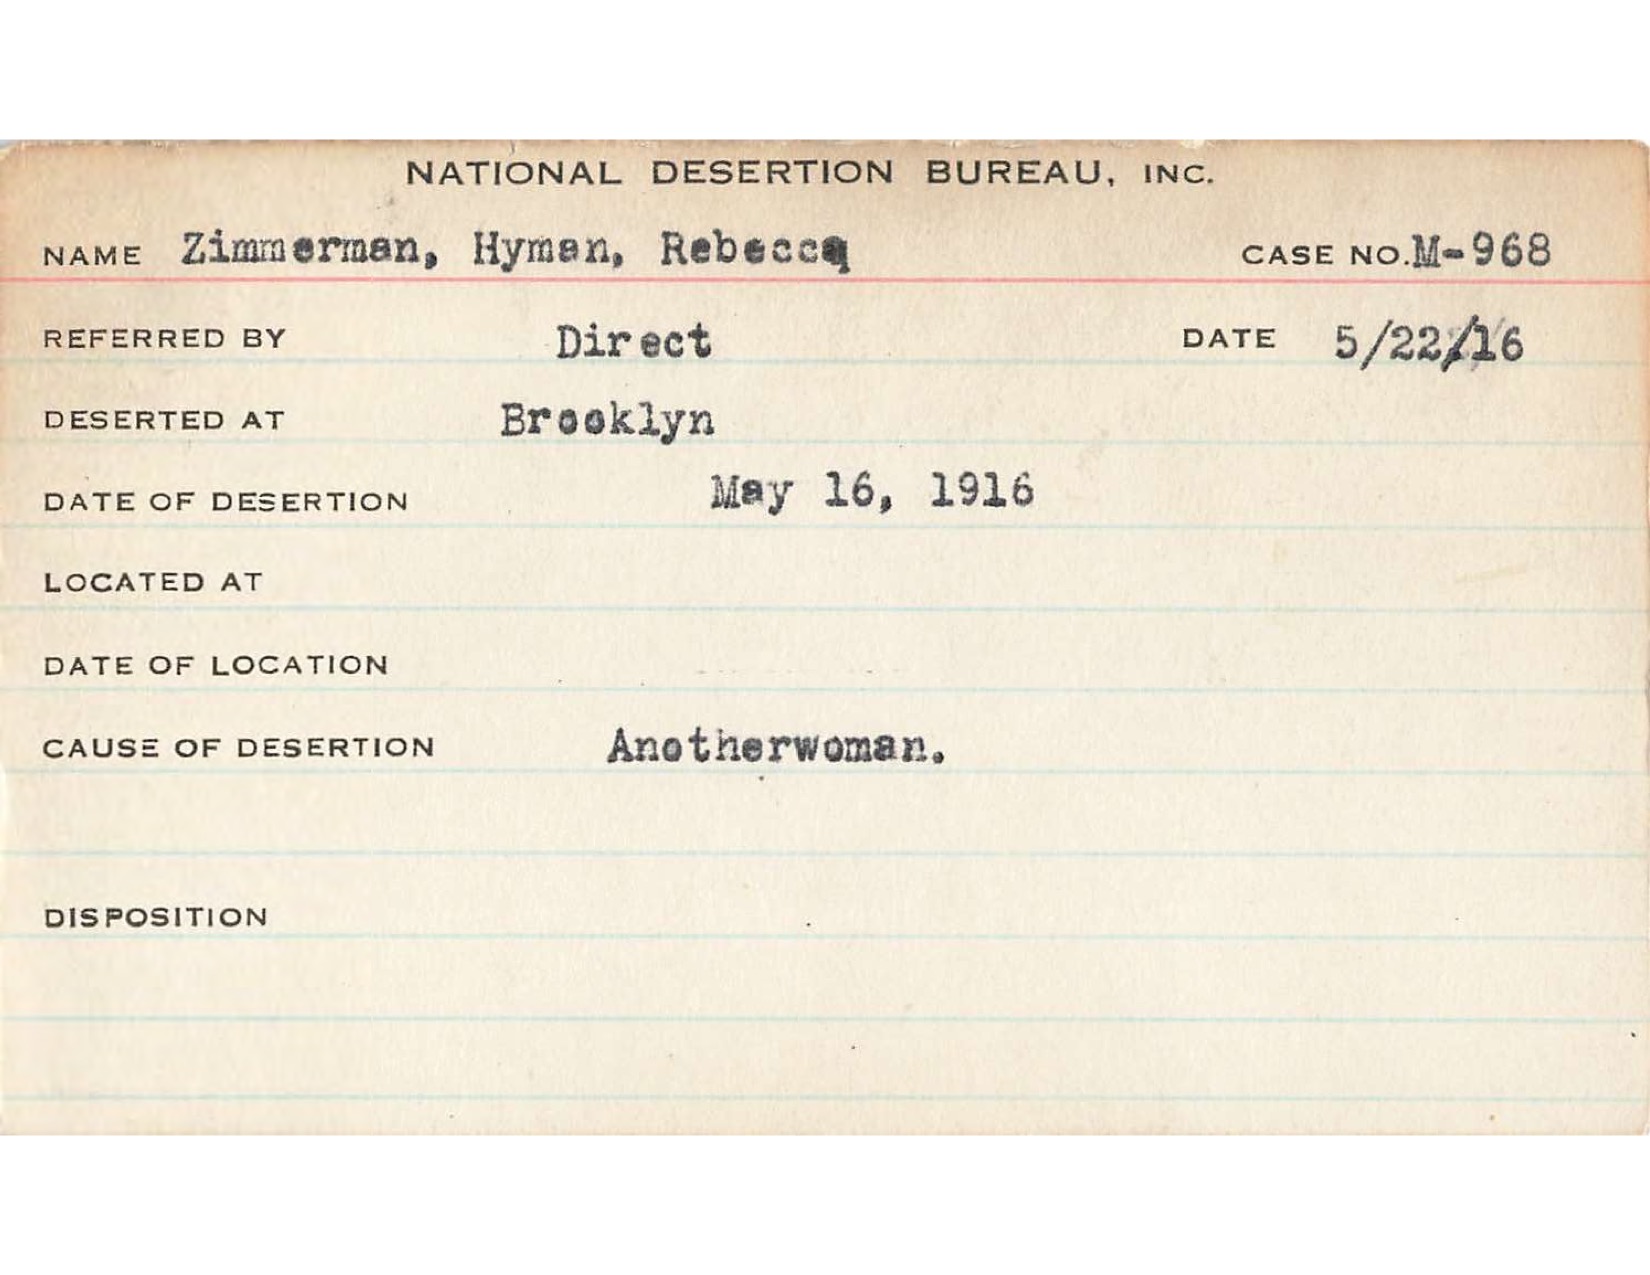 NATIONAL DESERTION BUREAU, INC.
NAME Zimmerman, Hyman, Rebecca CASE NO. M-968
REFERRED BY Direct DATE 5/22/16
DESERTED AT Brooklyn
DATE OF DESERTION May 16, 1916
LOCATED AT
DATE OF LOCATION
CAUSE OF DESERTION Anotherwoman.
DISPOSITION